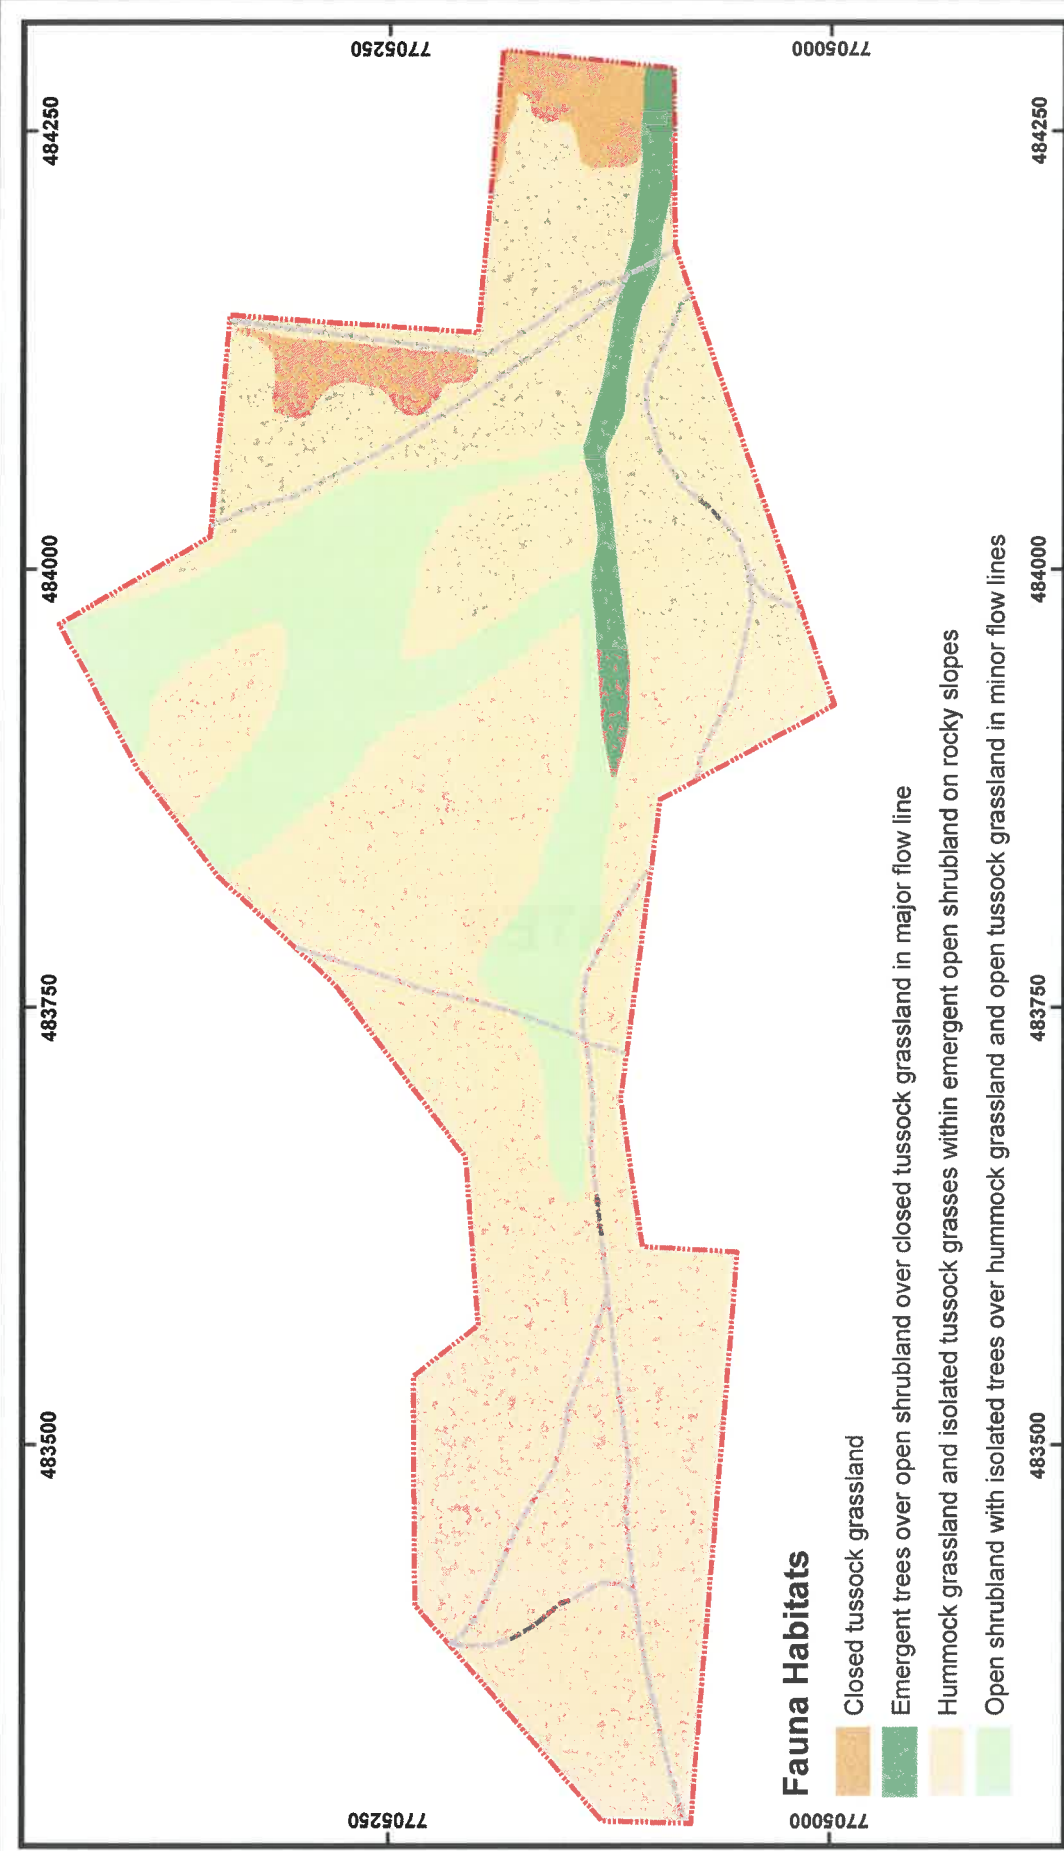 483500
483750
484000
484250
7705250
7705250
7705000
7705000
Fauna Habitats
Closed tussock grassland
Emergent trees over open shrubland over closed tussock grassland in major flow line
Hummock grassland and isolated tussock grasses within emergent open shrubland on rocky slopes
Open shrubland with isolated trees over hummock grassland and open tussock grassland in minor flow lines
483500
483750
484000
484250